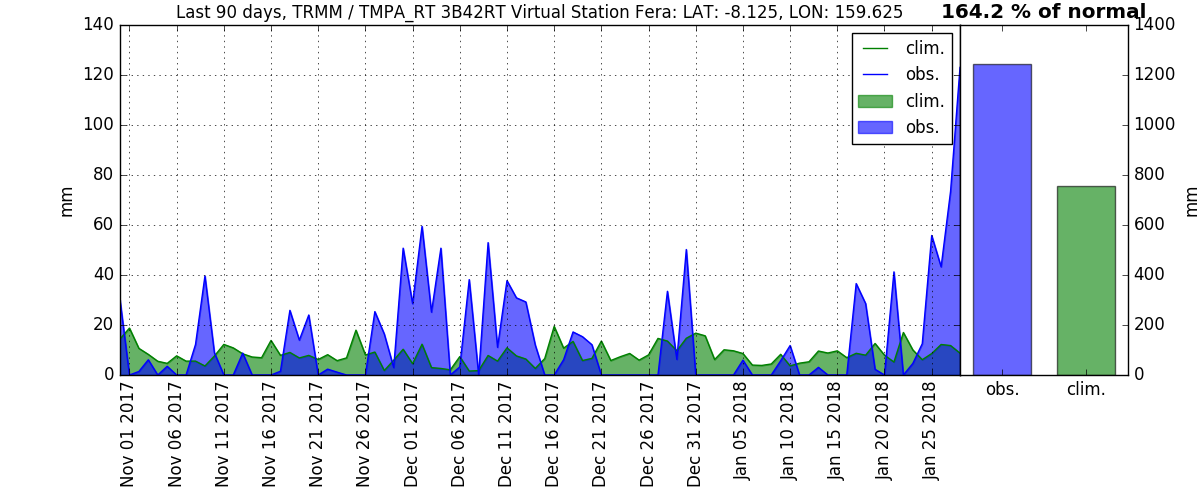 Last 90 days, TRMM / TMPA_RT 3B42RT Virtual Station Fera: LAT: -8.125, LON: 159.625
164.2 % of normal
mm
140
120
100
80
60
40
20
0
clim.
obs.
clim.
obs.
1400
1200
1000
800
600
400
200
0
mm
Nov 01 2017
Nov 06 2017
Nov 11 2017
Nov 16 2017
Nov 21 2017
Nov 26 2017
Dec 01 2017
Dec 06 2017
Dec 11 2017
Dec 16 2017
Dec 21 2017
Dec 26 2017
Dec 31 2017
Jan 05 2018
Jan 10 2018
Jan 15 2018
Jan 20 2018
Jan 25 2018
obs.
clim.